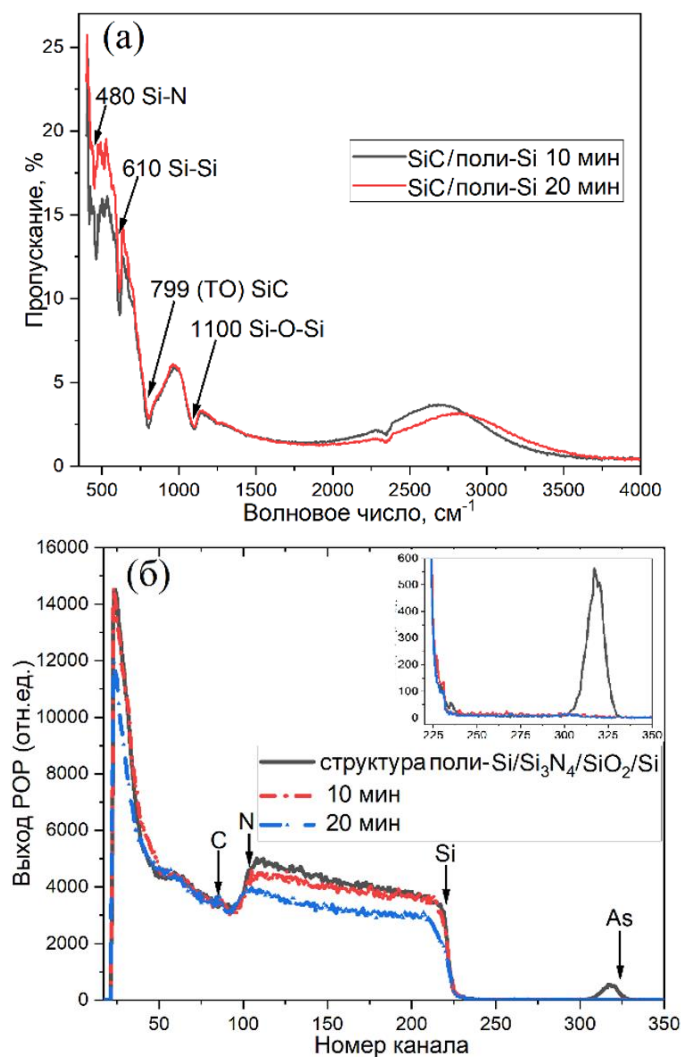 (а)
25
20
15
10
5
0
480 Si-N
610 Si-Si
799 (TO) SiC
1100 Si-O-Si
SiC/поли-Si 10 мин
SiC/поли-Si 20 мин
Пропускание, %
500 1000 1500 2000 2500 3000 3500 4000
Волновое число, см⁻¹
(б)
16000
14000
12000
10000
8000
6000
4000
2000
0
600
500
400
300
200
100
0
225 250 275 300 325 350
структура поли-Si/Si₃N₄/SiO₂/Si
10 мин
20 мин
C
N
Si
As
Выход РОР (отн.ед.)
50 100 150 200 250 300 350
Номер канала